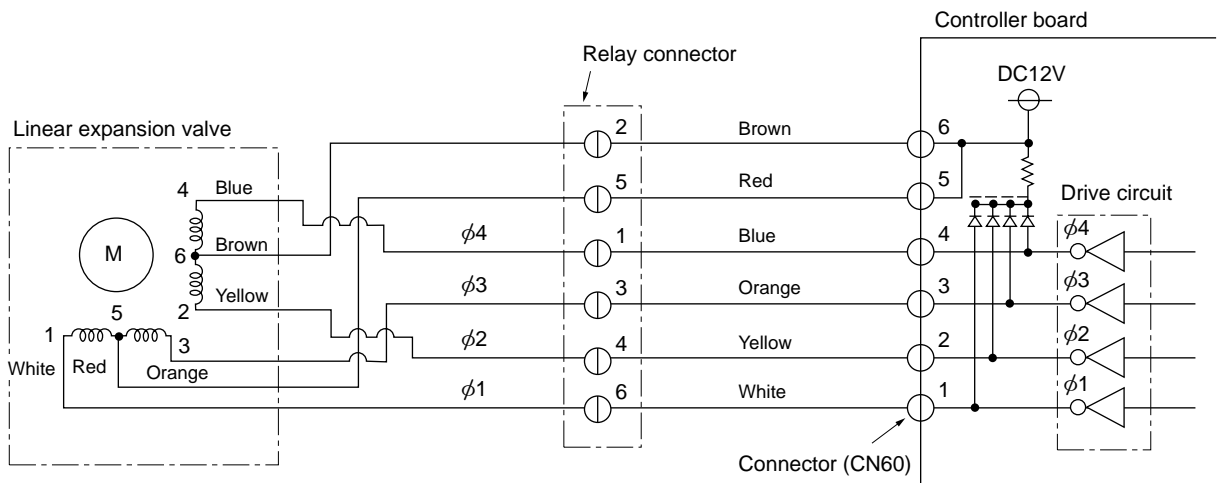 Controller board
Relay connector
DC12V
Linear expansion valve
2
Brown
6
4
Blue
5
Red
5
Drive circuit
M
6
Brown
ϕ4
1
Blue
4
ϕ4
2
Yellow
ϕ3
3
Orange
3
ϕ3
5
1
3
ϕ2
4
Yellow
2
ϕ2
White
Red
Orange
ϕ1
6
White
1
ϕ1
Connector (CN60)